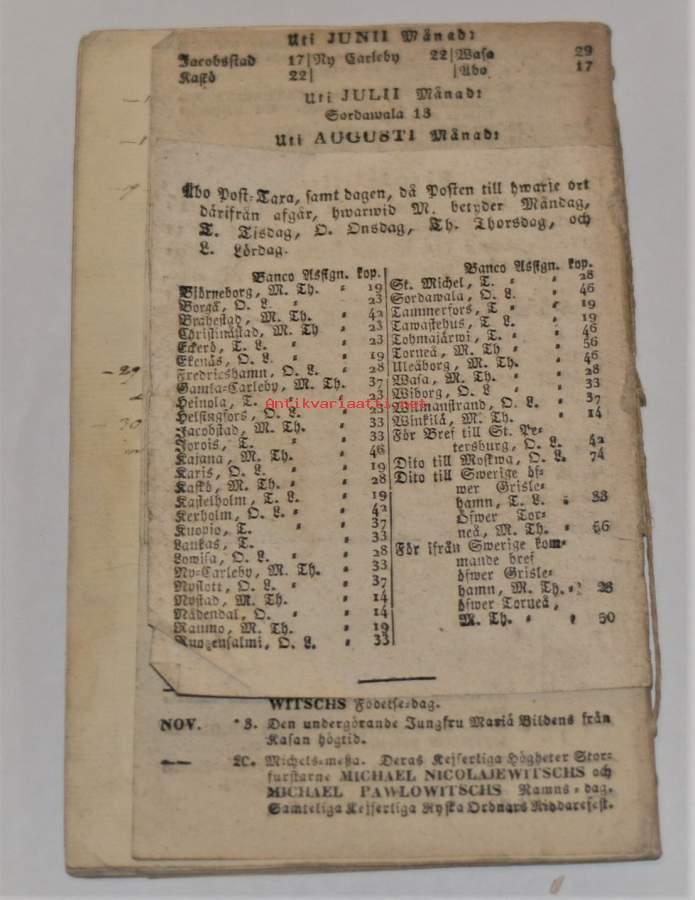 Uti JUNII Månad:
Jacobsstad 17 | Ny Carleby 22 | Wasa 29
Kaskö 22 | | Åbo 17
Uti JULII Månad:
Sordawala 13
Uti AUGUSTI Månad:
Åbo Post-Taxa, samt dagen, då Posten till hwarje ort
därifrån afgår, hwarwid M. betyder Måndag,
T. Tisdag, O. Onsdag, Th. Thorsdag, och
L. Lördag.
Banco Assign. kop.
Björneborg, M. Th. 19
Borgå, O. L. 23
Brahestad, M. Th. 42
Christinästad, M. Th 23
Eckerö, T. L. 23
Ekenäs, O. L. 19
Fredricshamn, O. L. 28
Gamla-Carleby, M. Th. 37
Heinola, T. 23
Helsingfors, O. L. 23
Jacobstad, M. Th. 33
Jorois, T. 33
Kajana, M. Th. 46
Karis, O. L. 19
Kaskö, M. Th. 28
Kastelholm, T. L. 19
Kexholm, O. L. 42
Kuopio, T. 37
Laukas, T. 33
Lowisa, O. L. 28
Ny-Carleby, M. Th. 33
Nyslott, O. L. 37
Nystad, M. Th. 14
Nådendal, O. 14
Raumo, M. Th. 19
Ruozensalmi, O. L. 33
Banco Assign. kop.
St. Michel, T. 28
Sordawala, O. L. 46
Tammerfors, T 19
Tawastehus, T. L. 19
Tohmajärwi, T. 46
Torneå, M. Th 56
Uleåborg, M. Th. 46
Wasa, M. Th. 28
Wiborg, O. L 33
Wilmanstrand, O. L. 37
Winkilä, M. Th. 14
För Bref till St. Pe-
tersburg, O. L. 42
Dito till Moskwa, O. L. 74
Dito till Swerige öf-
wer Grisle-
hamn, T. L. 33
Öfwer Tor-
neå, M. Th. 56
För ifrån Swerige kom-
mande bref
öfwer Grisle-
hamn, M. Th. 28
öfwer Torneå,
M. Th. 50
Antikvariaatti.net
WITSCHS Födelse-dag.
NOV. * 3. Den undergörande Jungfru Mariä Bildens från
Kasan högtid.
— 20. Michels-messa. Deras Kejserliga Högheter Stor-
furstarne MICHAEL NICOLAJEWITSCHS och
MICHAEL PAWLOWITSCHS Namns-dag.
Samteliga Kejserliga Ryska Ordnars Riddarefest.